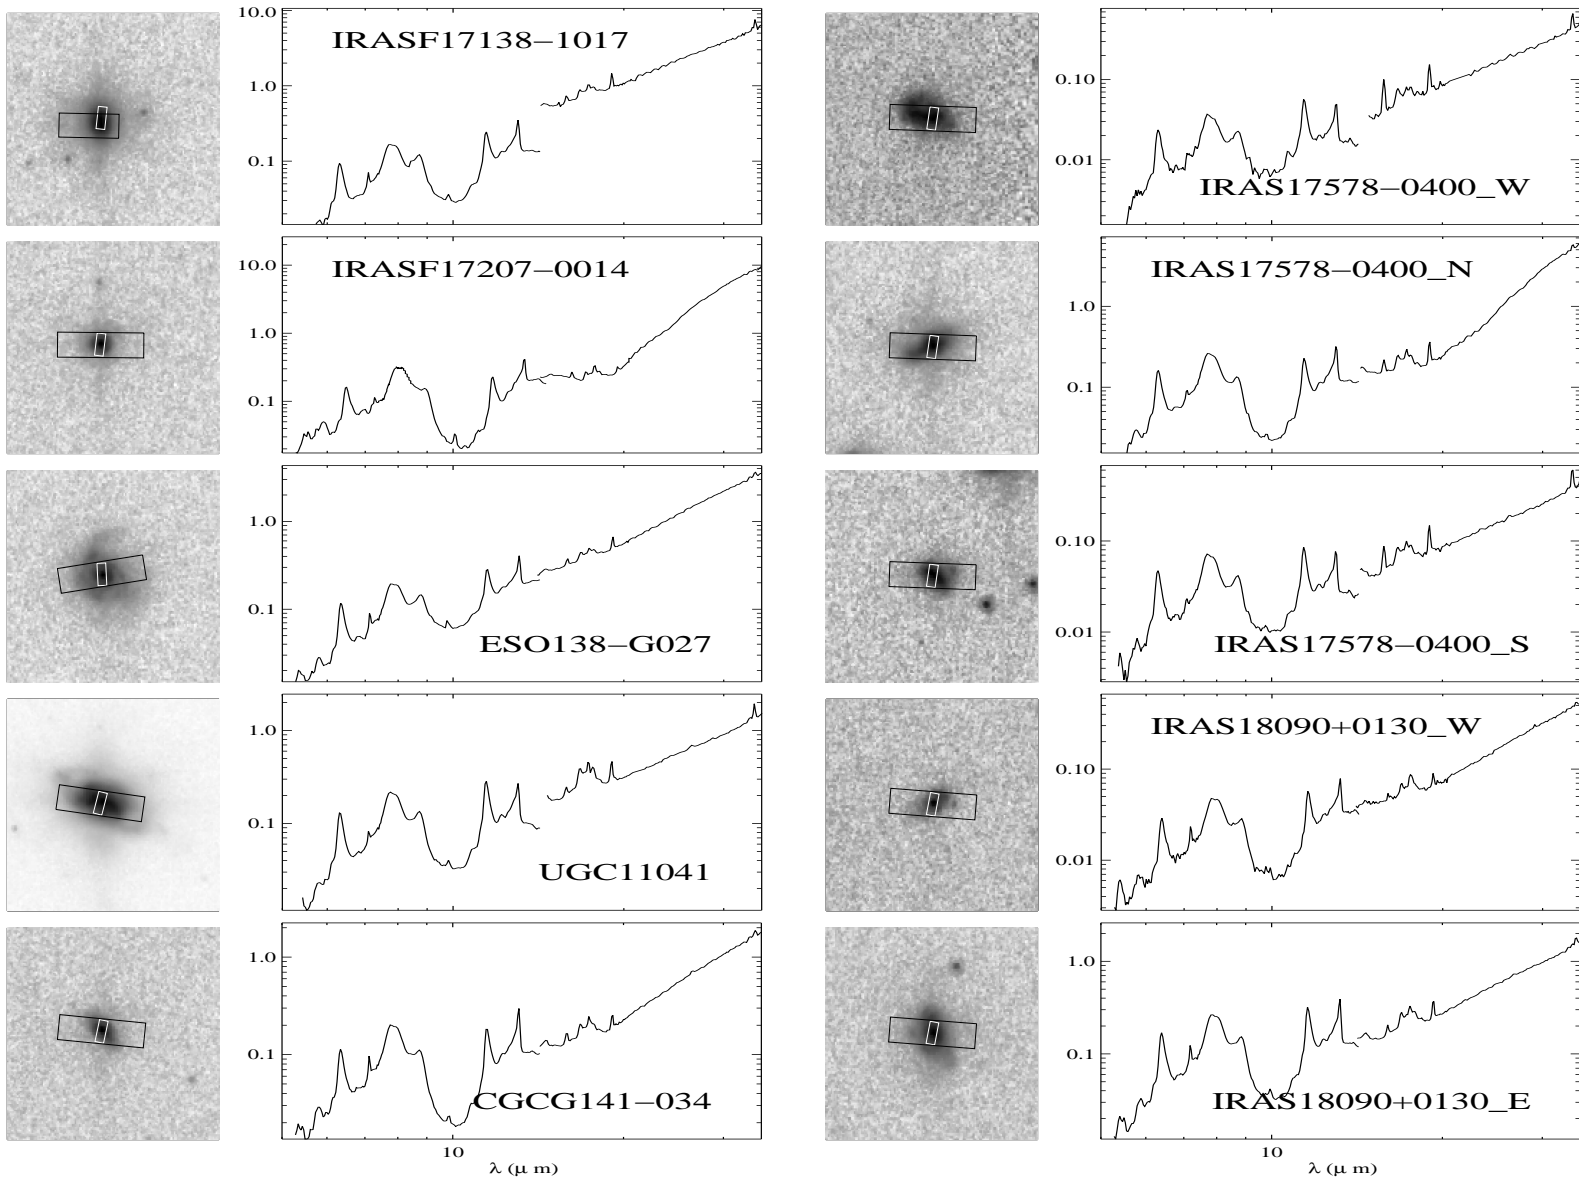 10.0
1.0
0.1
IRASF17138−1017
0.10
0.01
IRAS17578−0400_W
10.0
1.0
0.1
IRASF17207−0014
1.0
0.1
IRAS17578−0400_N
1.0
0.1
ESO138−G027
0.10
0.01
IRAS17578−0400_S
1.0
0.1
UGC11041
0.10
0.01
IRAS18090+0130_W
1.0
0.1
CGCG141−034
10
λ (μ m)
1.0
0.1
IRAS18090+0130_E
10
λ (μ m)